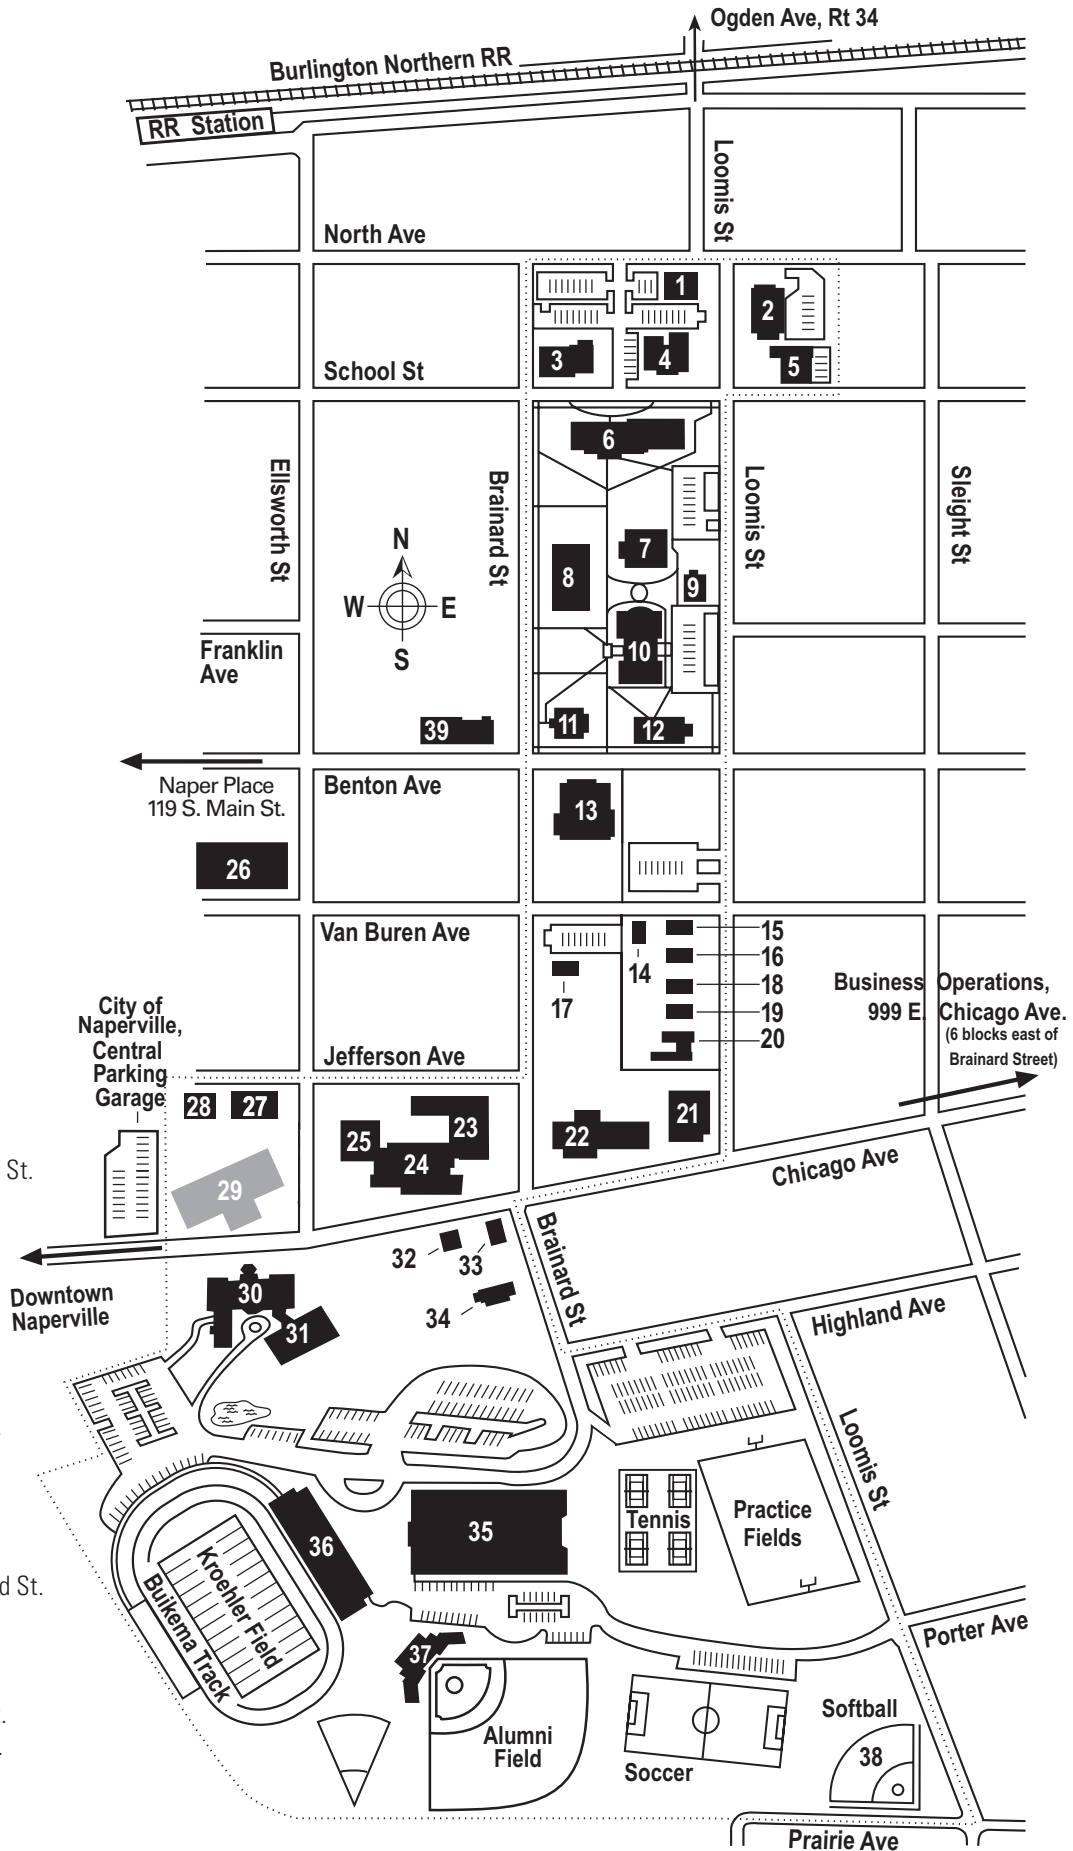 Ogden Ave, Rt 34
Burlington Northern RR
RR Station
Loomis St
North Ave
1
2
3
4
5
School St
6
Ellsworth St
Brainard St
Loomis St
Sleight St
N
W
E
S
7
8
9
10
Franklin
Ave
11
12
39
Naper Place
119 S. Main St.
Benton Ave
13
26
Van Buren Ave
14
15
16
17
18
19
20
Business Operations,
999 E. Chicago Ave.
(6 blocks east of
Brainard Street)
City of
Naperville,
Central
Parking
Garage
Jefferson Ave
28
27
23
25
24
22
21
29
St.
Chicago Ave
32
33
34
Brainard St
Downtown
Naperville
30
31
Highland Ave
Loomis St
Tennis
Practice
Fields
35
36
Kroehler Field
Buikema Track
d St.
Porter Ave
37
Alumni
Field
Soccer
Softball
38
Prairie Ave